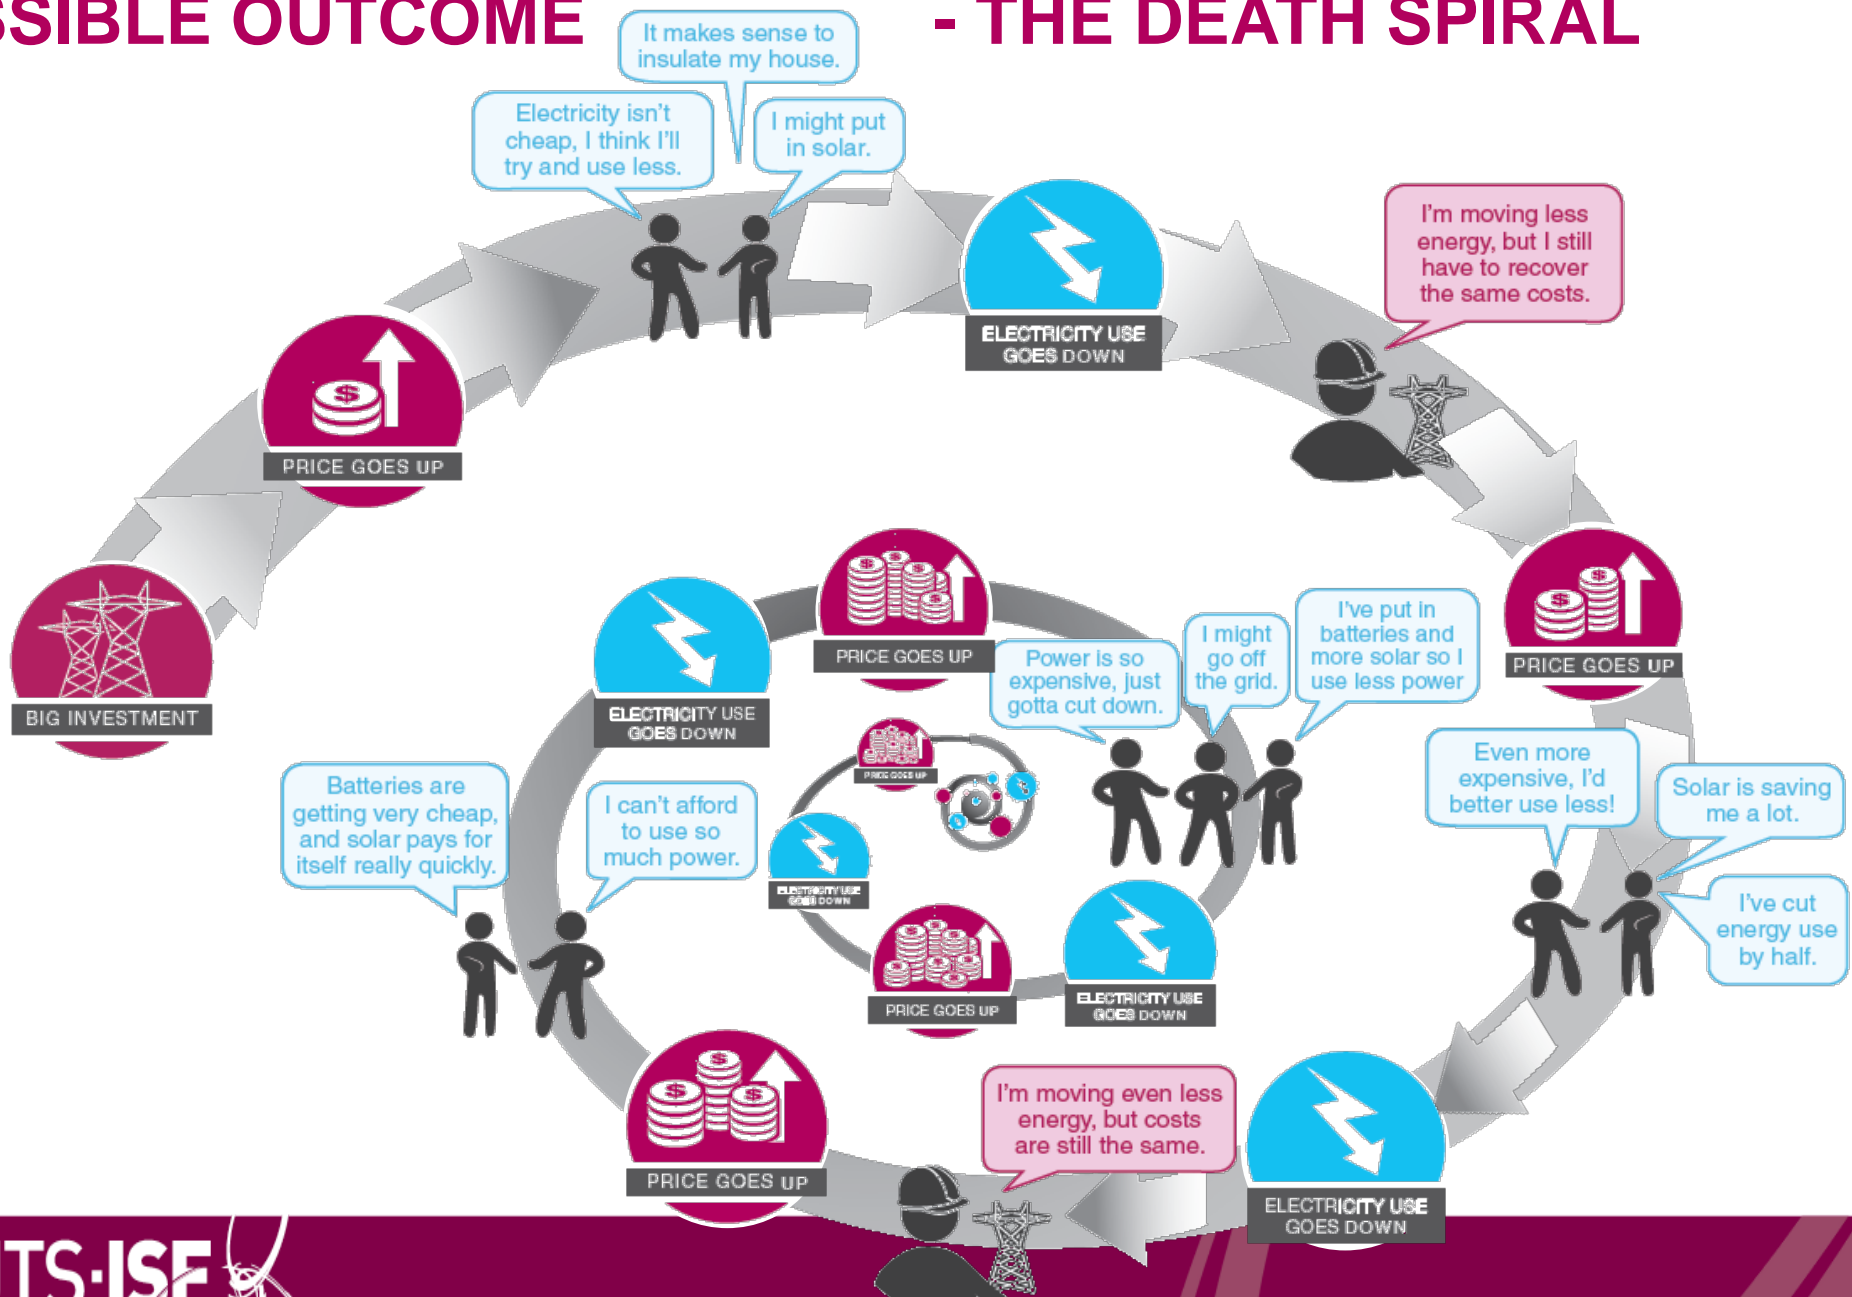 SSIBLE OUTCOME - THE DEATH SPIRAL
It makes sense to
insulate my house.
Electricity isn't
cheap, I think I'll
try and use less.
I might put
in solar.
I'm moving less
energy, but I still
have to recover
the same costs.
ELECTRICITY USE
GOES DOWN
PRICE GOES UP
BIG INVESTMENT
PRICE GOES UP
PRICE GOES UP
ELECTRICITY USE
GOES DOWN
Power is so
expensive, just
gotta cut down.
I might
go off
the grid.
I've put in
batteries and
more solar so I
use less power
Even more
expensive, I'd
better use less!
Solar is saving
me a lot.
I've cut
energy use
by half.
Batteries are
getting very cheap,
and solar pays for
itself really quickly.
I can't afford
to use so
much power.
PRICE GOES UP
ELECTRICITY USE
GOES DOWN
PRICE GOES UP
ELECTRICITY USE
GOES DOWN
I'm moving even less
energy, but costs
are still the same.
PRICE GOES UP
ELECTRICITY USE
GOES DOWN
TS:ISF